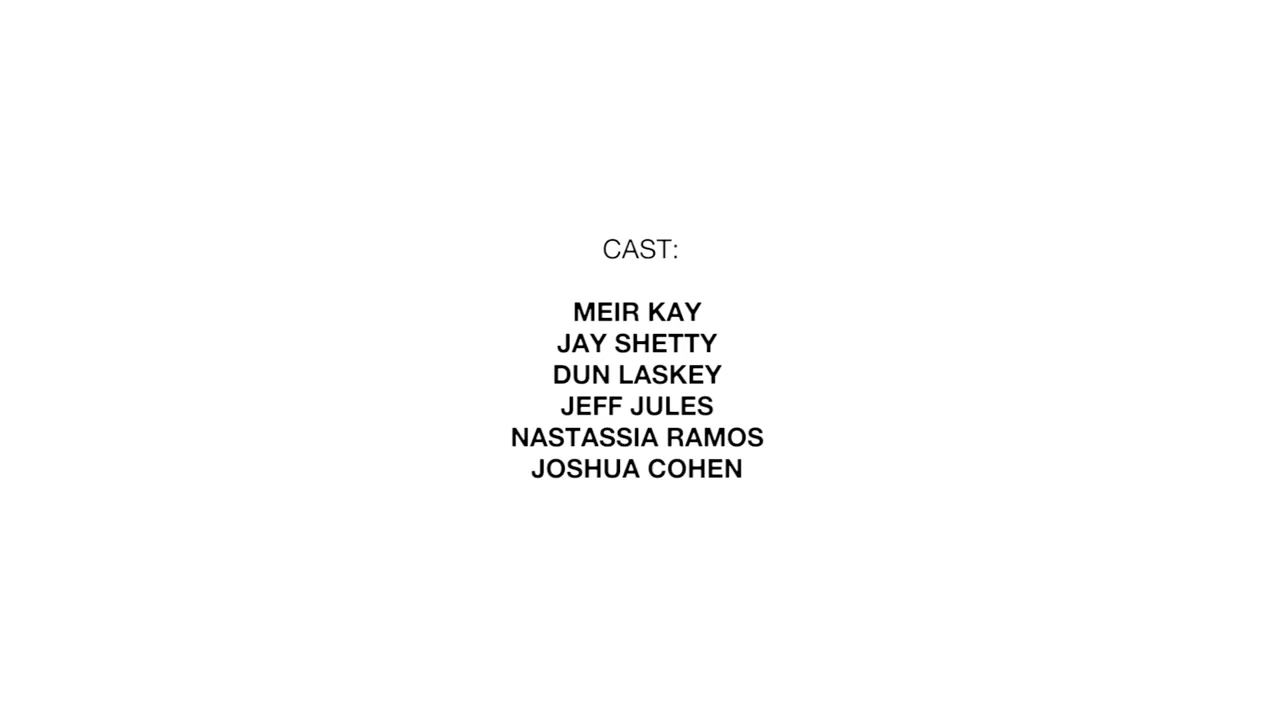 CAST:
MEIR KAY
JAY SHETTY
DUN LASKEY
JEFF JULES
NASTASSIA RAMOS
JOSHUA COHEN